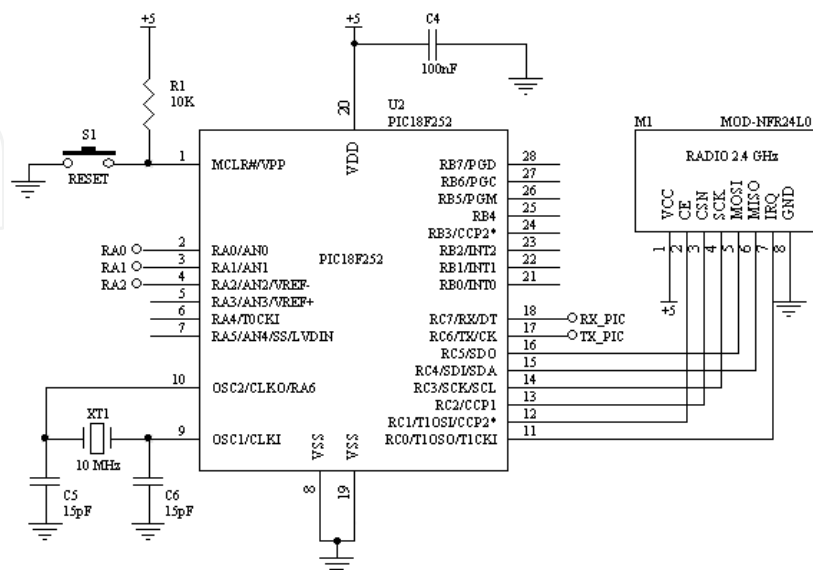 +5
+5
C4
100nF
R1
10K
20
U2
PIC18F252
S1
RESET
1
MCLR#/VPP
VDD
RB7/PGD
28
RB6/PGC
27
RB5/PGM
26
RB4
25
RB3/CCP2*
24
RB2/INT2
23
RB1/INT1
22
RB0/INT0
21
M1
MOD-NFR24L0
RADIO 2.4 GHz
VCC
CE
CSN
SCK
MOSI
MISO
IRQ
GND
1
2
3
4
5
6
7
8
+5
RA0
2
RA0/AN0
RA1
3
RA1/AN1
RA2
4
RA2/AN2/VREF-
5
RA3/AN3/VREF+
6
RA4/T0CKI
7
RA5/AN4/SS/LVDIN
PIC18F252
RC7/RX/DT
18
RX_PIC
RC6/TX/CK
17
TX_PIC
RC5/SDO
16
RC4/SDI/SDA
15
RC3/SCK/SCL
14
RC2/CCP1
13
RC1/T1OSI/CCP2*
12
RC0/T1OSO/T1CKI
11
10
OSC2/CLKO/RA6
XT1
10 MHz
9
OSC1/CLKI
VSS
VSS
8
19
C5
15pF
C6
15pF